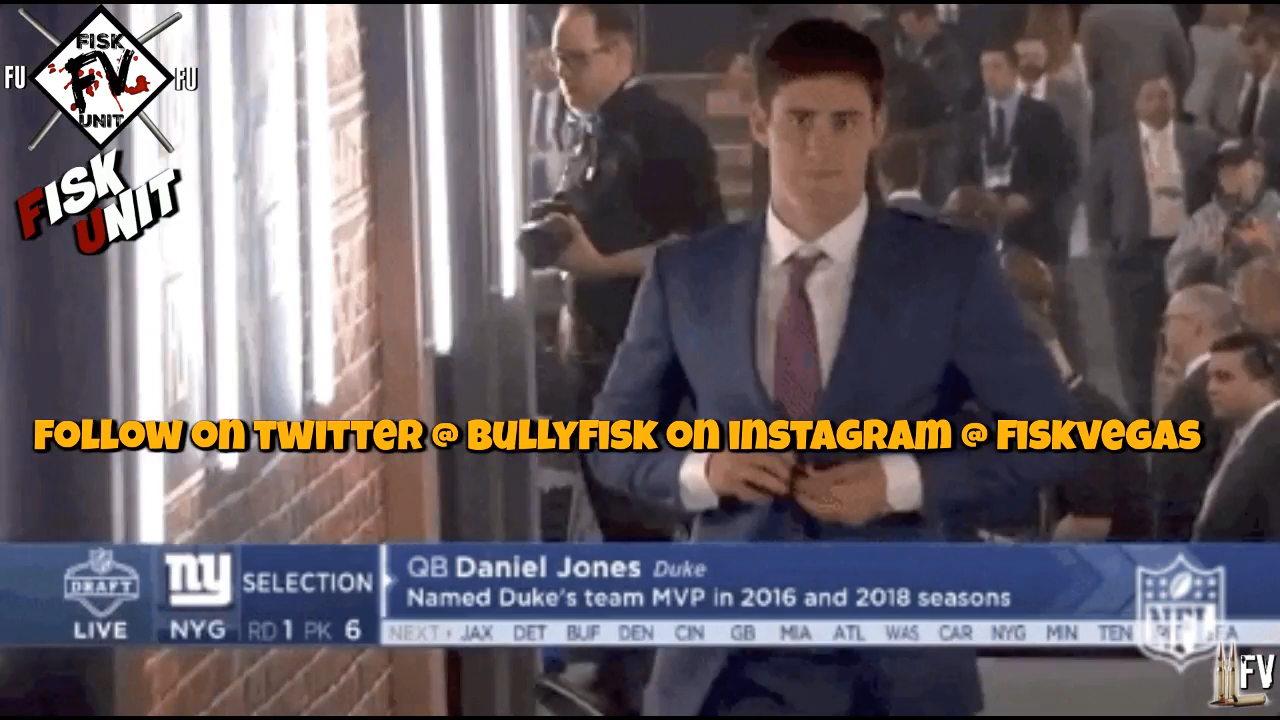 FISK
FU FV FU
UNIT
FISK
UNIT
FOLLOW ON TWITTER @ BULLYFISK ON INSTAGRAM @ FISKVEGAS
DRAFT
LIVE
ny
NYG RD 1 PK 6
SELECTION
QB Daniel Jones Duke
Named Duke's team MVP in 2016 and 2018 seasons
NEXT JAX DET BUF DEN CIN GB MIA ATL WAS CAR NYG MIN TEN
NFL
FV